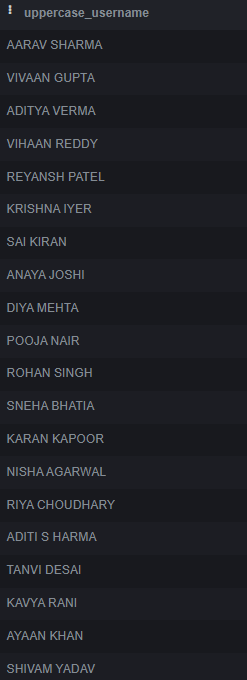 uppercase_username
AARAV SHARMA
VIVAAN GUPTA
ADITYA VERMA
VIHAAN REDDY
REYANSH PATEL
KRISHNA IYER
SAI KIRAN
ANAYA JOSHI
DIYA MEHTA
POOJA NAIR
ROHAN SINGH
SNEHA BHATIA
KARAN KAPOOR
NISHA AGARWAL
RIYA CHOUDHARY
ADITI S HARMA
TANVI DESAI
KAVYA RANI
AYAAN KHAN
SHIVAM YADAV